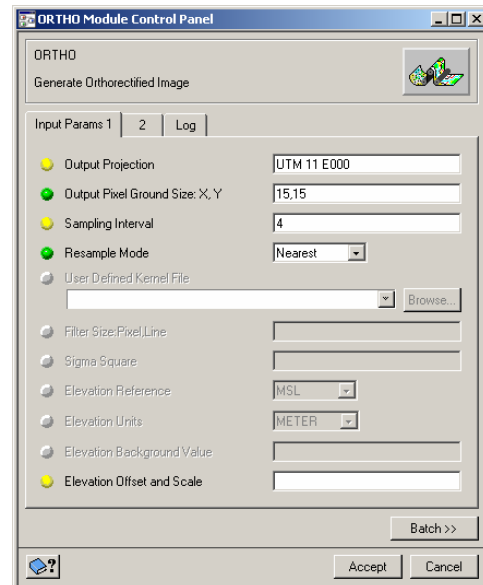 ORTHO Module Control Panel
ORTHO
Generate Orthorectified Image
Input Params 1 2 Log
Output Projection UTM 11 E000
Output Pixel Ground Size: X, Y 15,15
Sampling Interval 4
Resample Mode Nearest
User Defined Kernel File
Browse...
Filter Size:Pixel,Line
Sigma Square
Elevation Reference MSL
Elevation Units METER
Elevation Background Value
Elevation Offset and Scale
Batch >>
? Accept Cancel